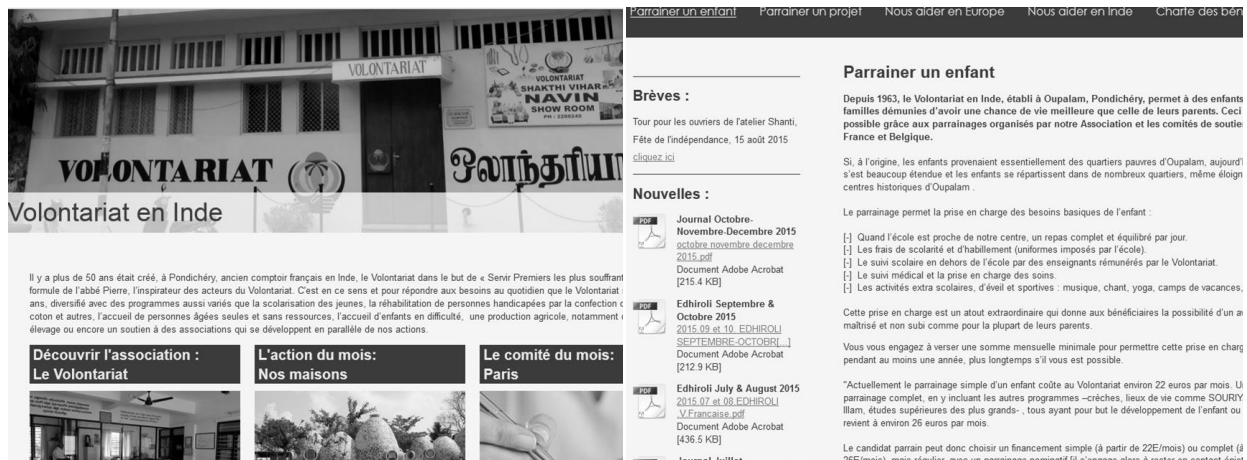 VOLONTARIAT
VOLONTARIAT
SHAKTHI VIHAR
NAVIN
SHOW ROOM
PH : 2208240
VOLONTARIAT
Volontariat en Inde
Il y a plus de 50 ans était créé, à Pondichéry, ancien comptoir français en Inde, le Volontariat dans le but de « Servir Premiers les plus souffrant
formule de l'abbé Pierre, l'inspirateur des acteurs du Volontariat. C'est en ce sens et pour répondre aux besoins au quotidien que le Volontariat
ans, diversifié avec des programmes aussi variés que la scolarisation des jeunes, la réhabilitation de personnes handicapées par la confection
coton et autres, l'accueil de personnes âgées seules et sans ressources, l'accueil d'enfants en difficulté, une production agricole, notamment
élevage ou encore un soutien à des associations qui se développent en parallèle de nos actions.
Découvrir l'association :
Le Volontariat
L'action du mois:
Nos maisons
Le comité du mois:
Paris
Parrainer un enfant Parrainer un projet Nous aider en Europe Nous aider en Inde Charte des bén
Brèves :
Tour pour les ouvriers de l'atelier Shanti,
Fête de l'indépendance, 15 août 2015
cliquez ici
Nouvelles :
PDF
Journal Octobre-
Novembre-Decembre 2015
octobre novembre decembre
2015.pdf
Document Adobe Acrobat
[215.4 KB]
PDF
Edhiroli Septembre &
Octobre 2015
2015.09 et 10. EDHIROLI
SEPTEMBRE-OCTOBR[...]
Document Adobe Acrobat
[212.9 KB]
PDF
Edhiroli July & August 2015
2015.07 et 08.EDHIROLI
.V.Francaise.pdf
Document Adobe Acrobat
[436.5 KB]
PDF
Journal Juillet
Parrainer un enfant
Depuis 1963, le Volontariat en Inde, établi à Oupalam, Pondichéry, permet à des enfants
familles démunies d'avoir une chance de vie meilleure que celle de leurs parents. Ceci
possible grâce aux parrainages organisés par notre Association et les comités de soutie
France et Belgique.
Si, à l'origine, les enfants provenaient essentiellement des quartiers pauvres d'Oupalam, aujourd'
s'est beaucoup étendue et les enfants se répartissent dans de nombreux quartiers, même éloign
centres historiques d'Oupalam .
Le parrainage permet la prise en charge des besoins basiques de l'enfant :
[-] Quand l'école est proche de notre centre, un repas complet et équilibré par jour.
[-] Les frais de scolarité et d'habillement (uniformes imposés par l'école).
[-] Le suivi scolaire en dehors de l'école par des enseignants rémunérés par le Volontariat.
[-] Le suivi médical et la prise en charge des soins.
[-] Les activités extra scolaires, d'éveil et sportives : musique, chant, yoga, camps de vacances,
Cette prise en charge est un atout extraordinaire qui donne aux bénéficiaires la possibilité d'un av
maîtrisé et non subi comme pour la plupart de leurs parents.
Vous vous engagez à verser une somme mensuelle minimale pour permettre cette prise en charg
pendant au moins une année, plus longtemps s'il vous est possible.
"Actuellement le parrainage simple d'un enfant coûte au Volontariat environ 22 euros par mois. Un
parrainage complet, en y incluant les autres programmes –crèches, lieux de vie comme SOURIYA
Illam, études supérieures des plus grands- , tous ayant pour but le développement de l'enfant ou
revient à environ 26 euros par mois.
Le candidat parrain peut donc choisir un financement simple (à partir de 22E/mois) ou complet (à